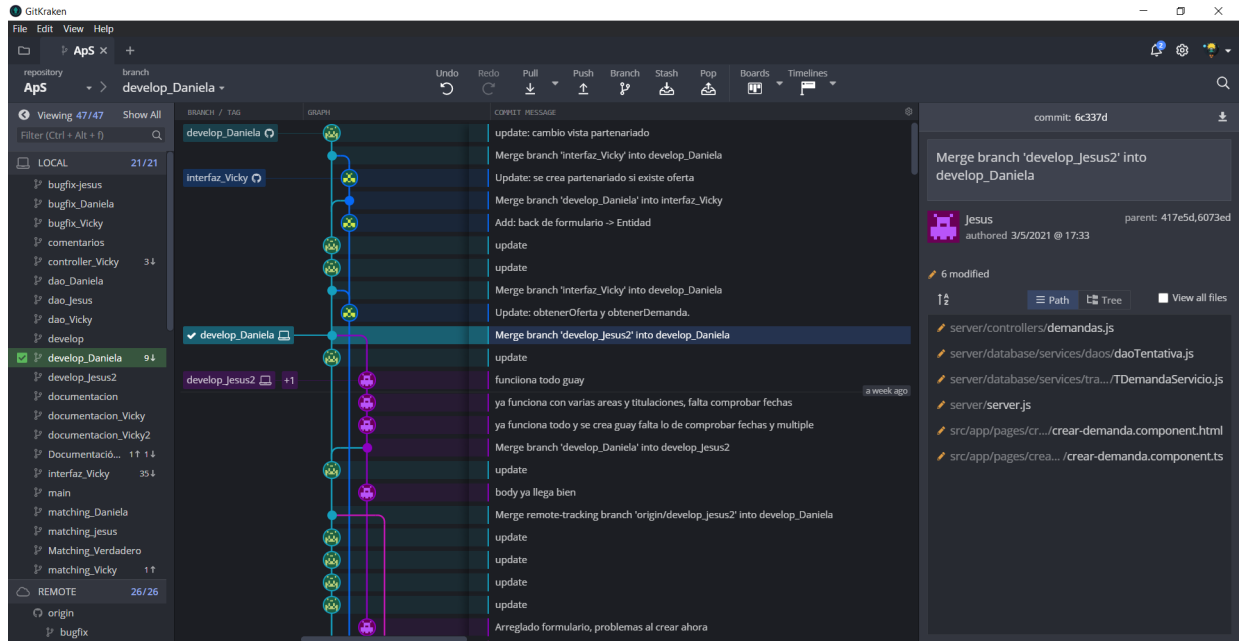 GitKraken
File Edit View Help
ApS
repository
ApS
branch
develop_Daniela
Undo
Redo
Pull
Push
Branch
Stash
Pop
Boards
Timelines
2
Viewing 47/47 Show All
Filter (Ctrl + Alt + f)
LOCAL 21/21
bugfix-jesus
bugfix_Daniela
bugfix_Vicky
comentarios
controller_Vicky 3↓
dao_Daniela
dao_Jesus
dao_Vicky
develop
develop_Daniela 9↓
develop_Jesus2
documentacion
documentacion_Vicky
documentacion_Vicky2
Documentació... 1↑ 1↓
interfaz_Vicky 35↓
main
matching_Daniela
matching_jesus
Matching_Verdadero
matching_Vicky 1↑
REMOTE 26/26
origin
bugfix
BRANCH / TAG GRAPH COMMIT MESSAGE
develop_Daniela update: cambio vista partenariado
Merge branch 'interfaz_Vicky' into develop_Daniela
interfaz_Vicky Update: se crea partenariado si existe oferta
Merge branch 'develop_Daniela' into interfaz_Vicky
Add: back de formulario -> Entidad
update
update
Merge branch 'interfaz_Vicky' into develop_Daniela
Update: obtenerOferta y obtenerDemanda.
develop_Daniela Merge branch 'develop_Jesus2' into develop_Daniela
update
develop_Jesus2 +1 funciiona todo guay
a week ago
ya funciona con varias areas y titulaciones, falta comprobar fechas
ya funciona todo y se crea guay falta lo de comprobar fechas y multiple
Merge branch 'develop_Daniela' into develop_Jesus2
update
body ya llega bien
Merge remote-tracking branch 'origin/develop_jesus2' into develop_Daniela
update
update
update
update
Arreglado formulario, problemas al crear ahora
commit: 6c337d
Merge branch 'develop_Jesus2' into
develop_Daniela
Jesus
authored 3/5/2021 @ 17:33
parent: 417e5d,6073ed
6 modified
Path Tree View all files
server/controllers/demandas.js
server/database/services/daos/daoTentativa.js
server/database/services/tra.../TDemandaServicio.js
server/server.js
src/app/pages/cr.../crear-demanda.component.html
src/app/pages/crea... /crear-demanda.component.ts